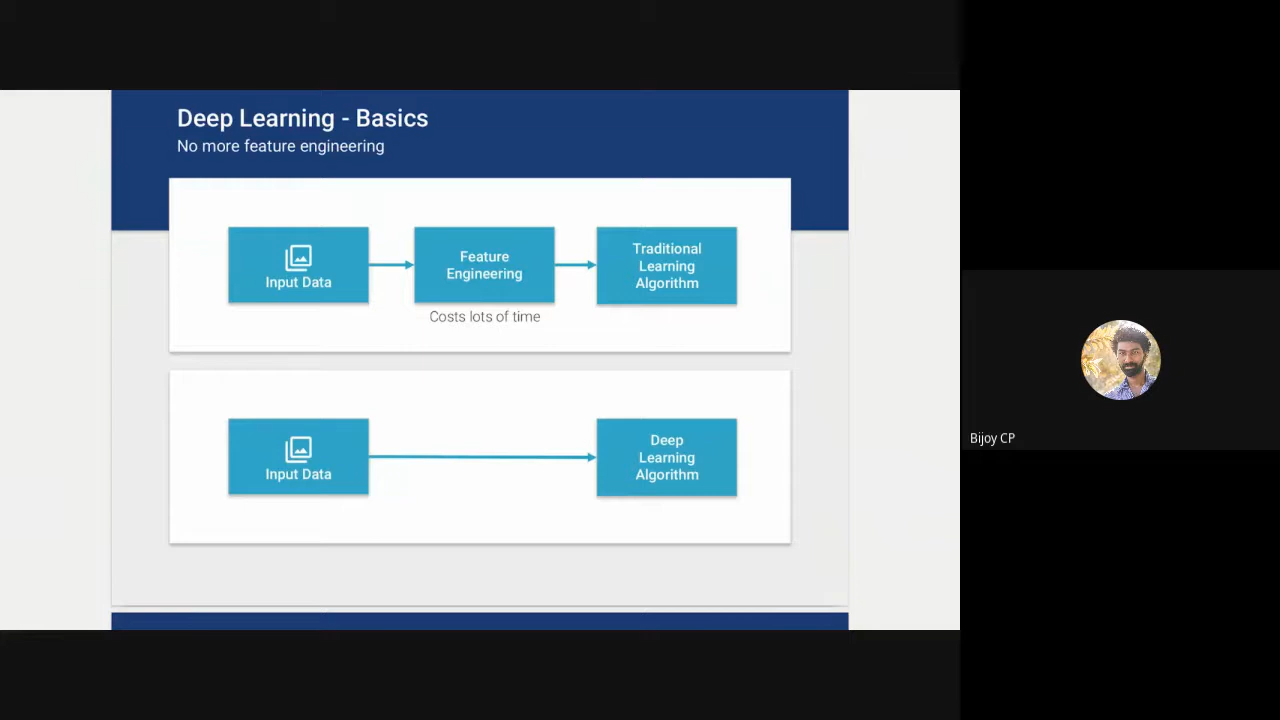 Deep Learning - Basics
No more feature engineering
Input Data
Feature
Engineering
Traditional
Learning
Algorithm
Costs lots of time
Input Data
Deep
Learning
Algorithm
Bijoy CP